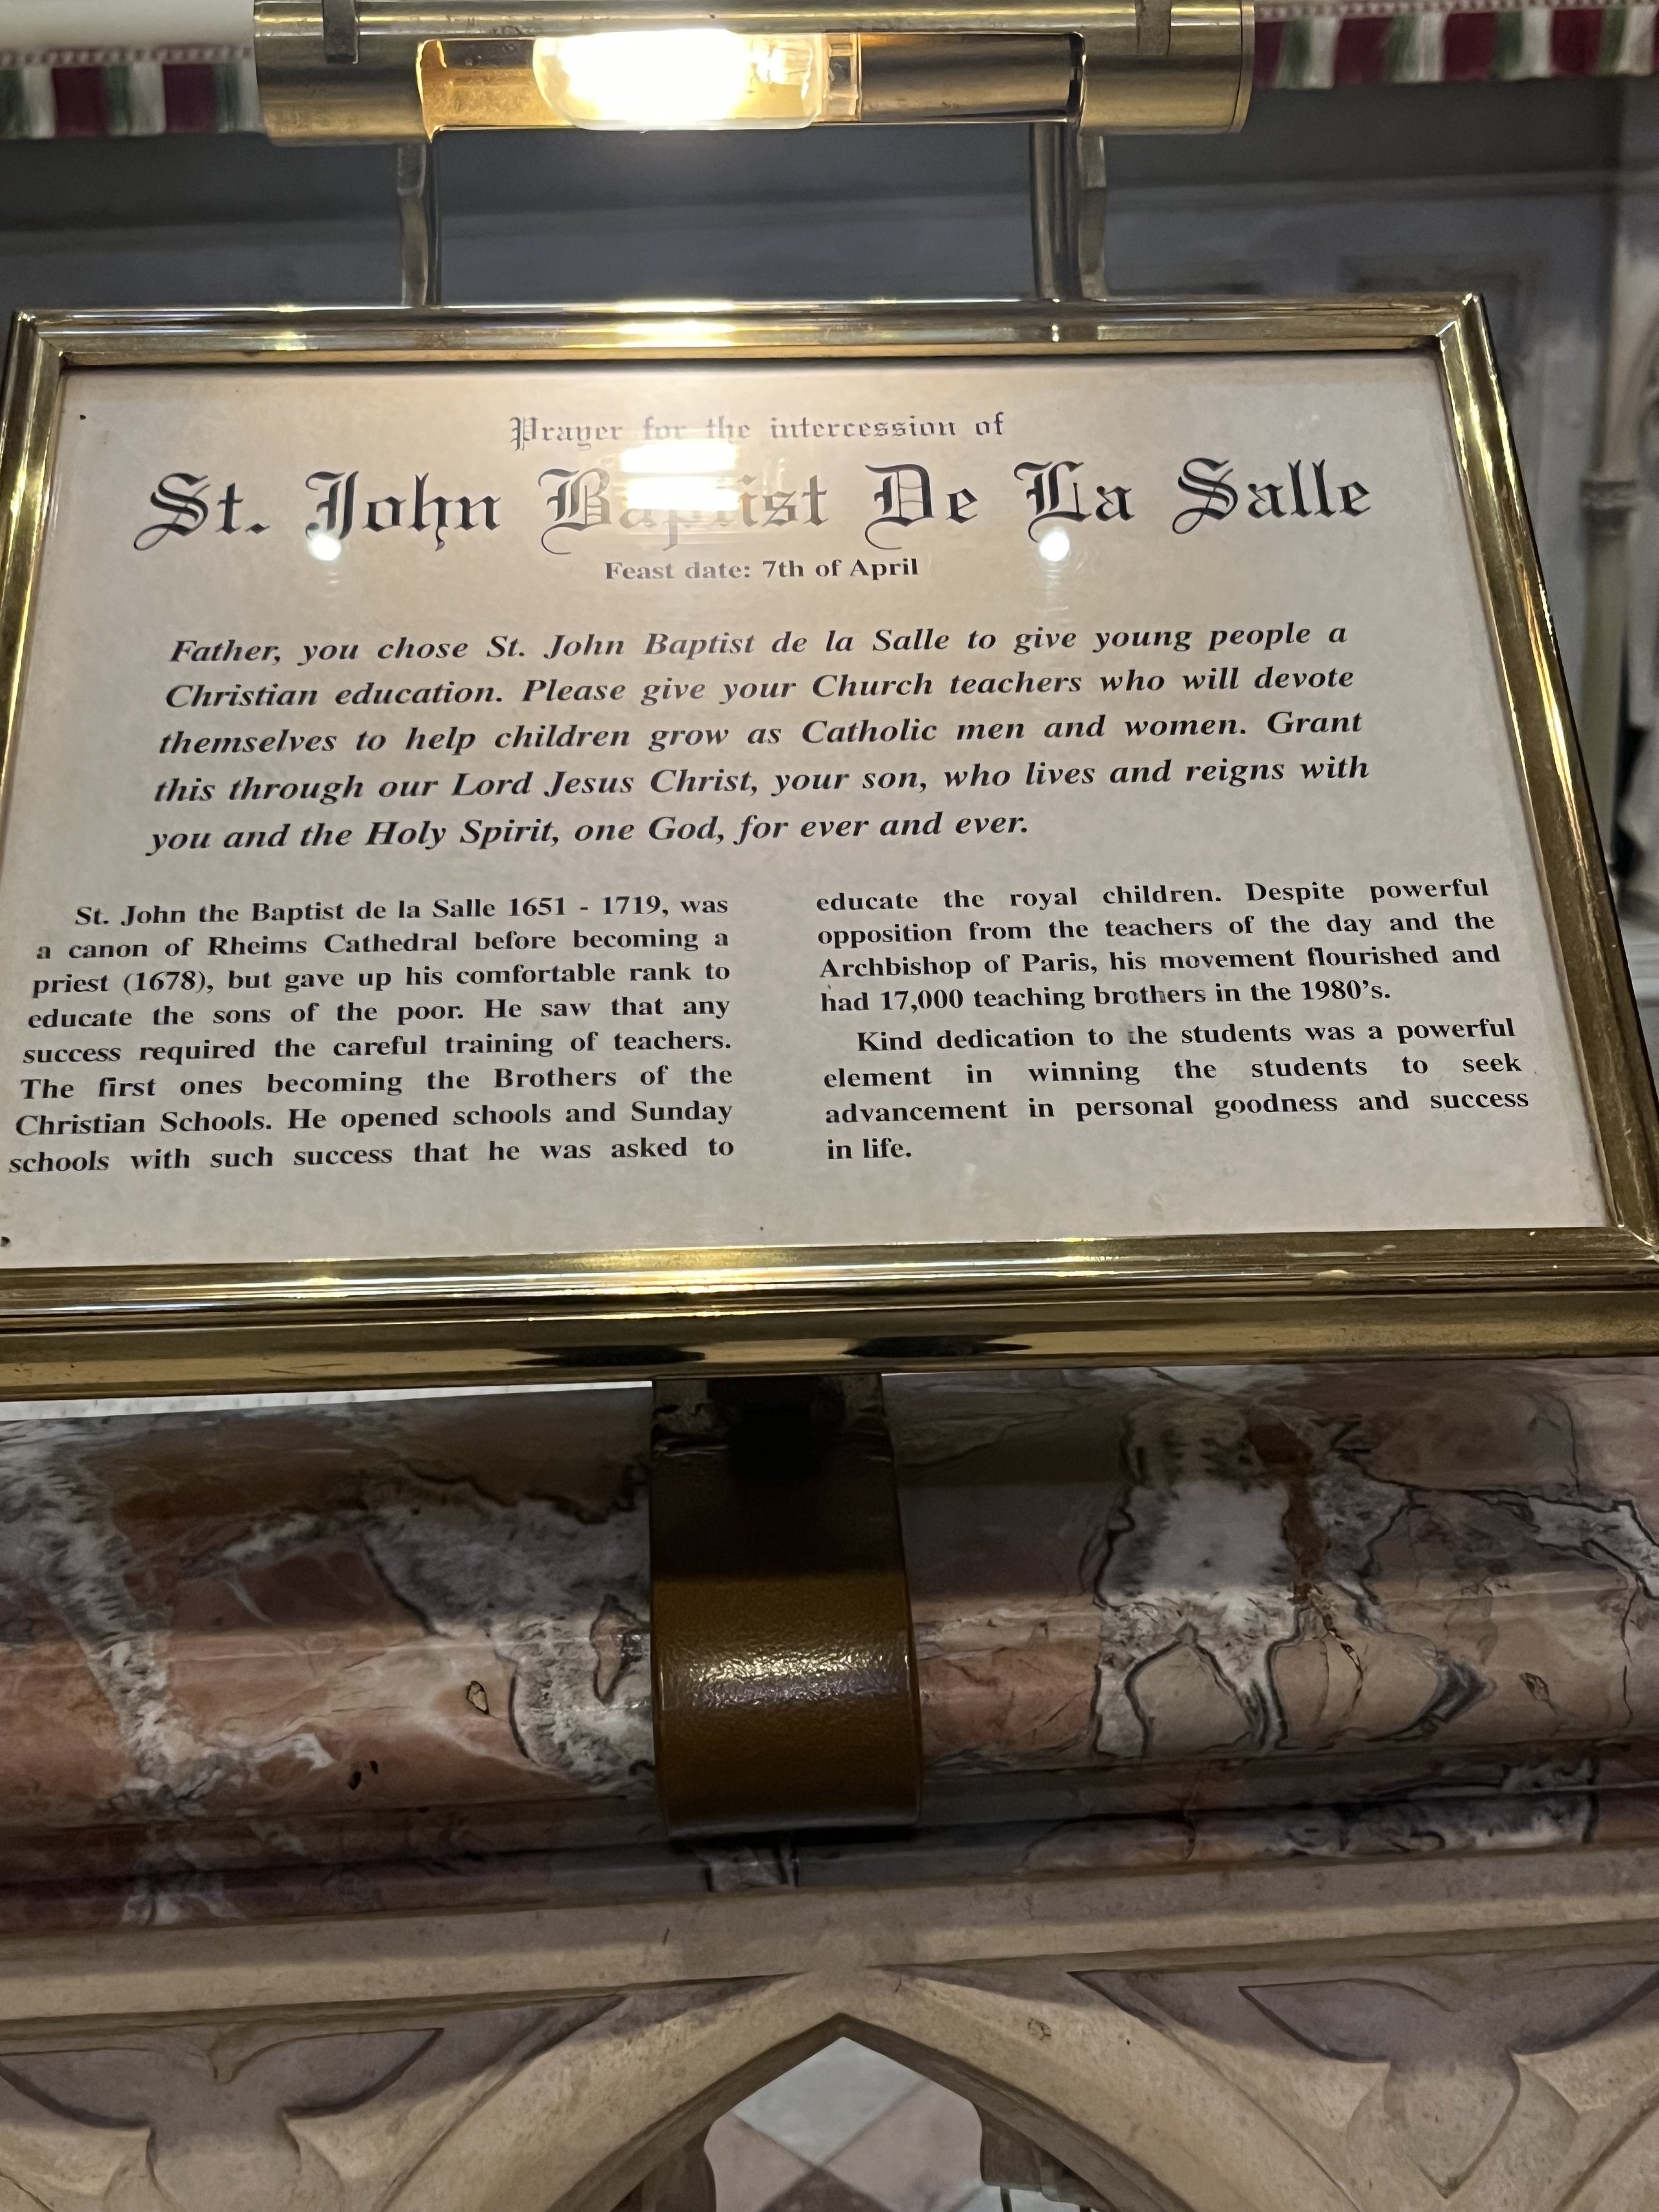 Prayer for the intercession of
St. John Baptist De La Salle
Feast date: 7th of April
Father, you chose St. John Baptist de la Salle to give young people a
Christian education. Please give your Church teachers who will devote
themselves to help children grow as Catholic men and women. Grant
this through our Lord Jesus Christ, your son, who lives and reigns with
you and the Holy Spirit, one God, for ever and ever.
St. John the Baptist de la Salle 1651 - 1719, was
a canon of Rheims Cathedral before becoming a
priest (1678), but gave up his comfortable rank to
educate the sons of the poor. He saw that any
success required the careful training of teachers.
The first ones becoming the Brothers of the
Christian Schools. He opened schools and Sunday
schools with such success that he was asked to
educate the royal children. Despite powerful
opposition from the teachers of the day and the
Archbishop of Paris, his movement flourished and
had 17,000 teaching brothers in the 1980's.
Kind dedication to the students was a powerful
element in winning the students to seek
advancement in personal goodness and success
in life.